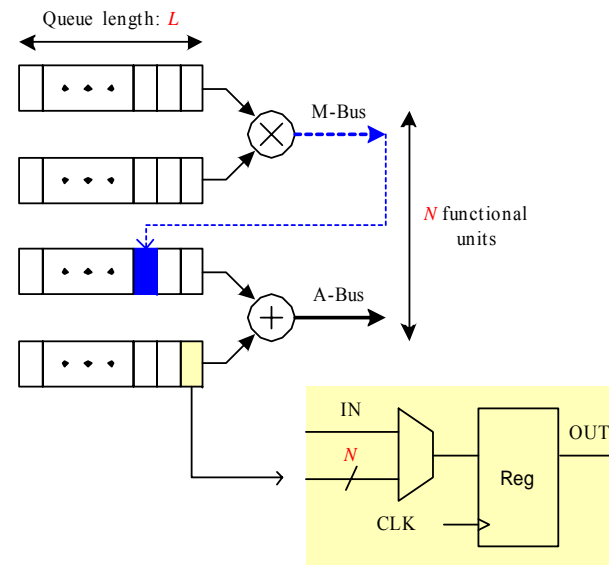 Queue length: L
M-Bus
N functional
units
A-Bus
IN
N
OUT
Reg
CLK